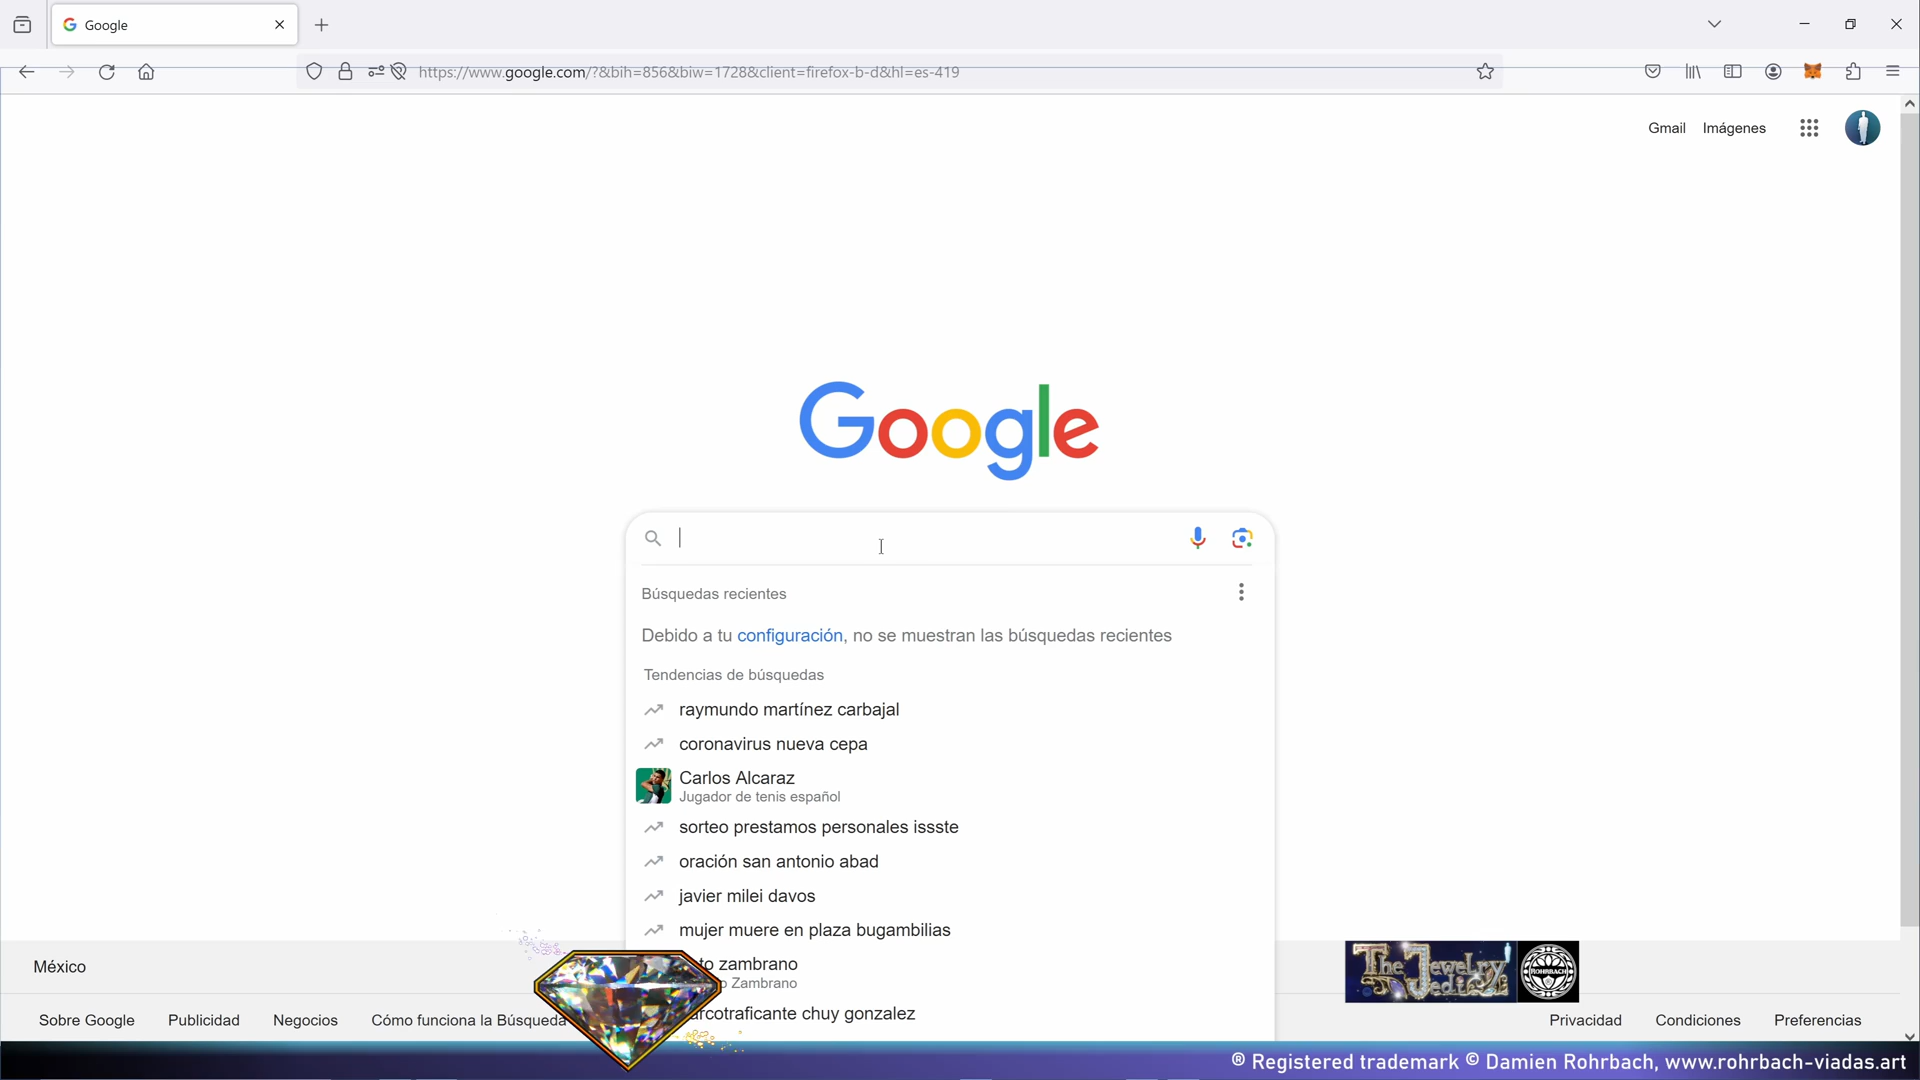 Google
https://www.google.com/?&bih=856&biw=1728&client=firefox-b-d&hl=es-419
Gmail Imágenes
Google
Búsquedas recientes
Debido a tu configuración, no se muestran las búsquedas recientes
Tendencias de búsquedas
raymundo martínez carbajal
coronavirus nueva cepa
Carlos Alcaraz
Jugador de tenis español
sorteo prestamos personales issste
oración san antonio abad
javier milei davos
mujer muere en plaza bugambilias
zambrano
Zambrano
chuy gonzalez
México
The Jewelry
ROHRBACH
Sobre Google Publicidad Negocios Cómo funciona la Búsqueda
Privacidad Condiciones Preferencias
® Registered trademark © Damien Rohrbach, www.rohrbach-viadas.art